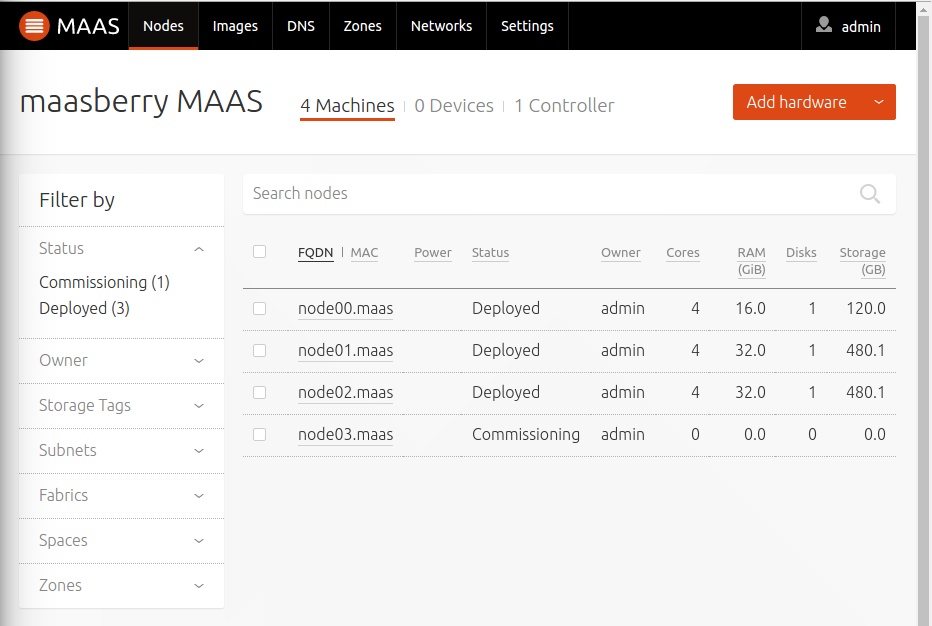 MAAS Nodes Images DNS Zones Networks Settings admin
maasberry MAAS 4 Machines 0 Devices 1 Controller Add hardware
Filter by
Status
Commissioning (1)
Deployed (3)
Owner
Storage Tags
Subnets
Fabrics
Spaces
Zones
Search nodes
FQDN | MAC Power Status Owner Cores RAM (GiB) Disks Storage (GB)
node00.maas Deployed admin 4 16.0 1 120.0
node01.maas Deployed admin 4 32.0 1 480.1
node02.maas Deployed admin 4 32.0 1 480.1
node03.maas Commissioning admin 0 0.0 0 0.0